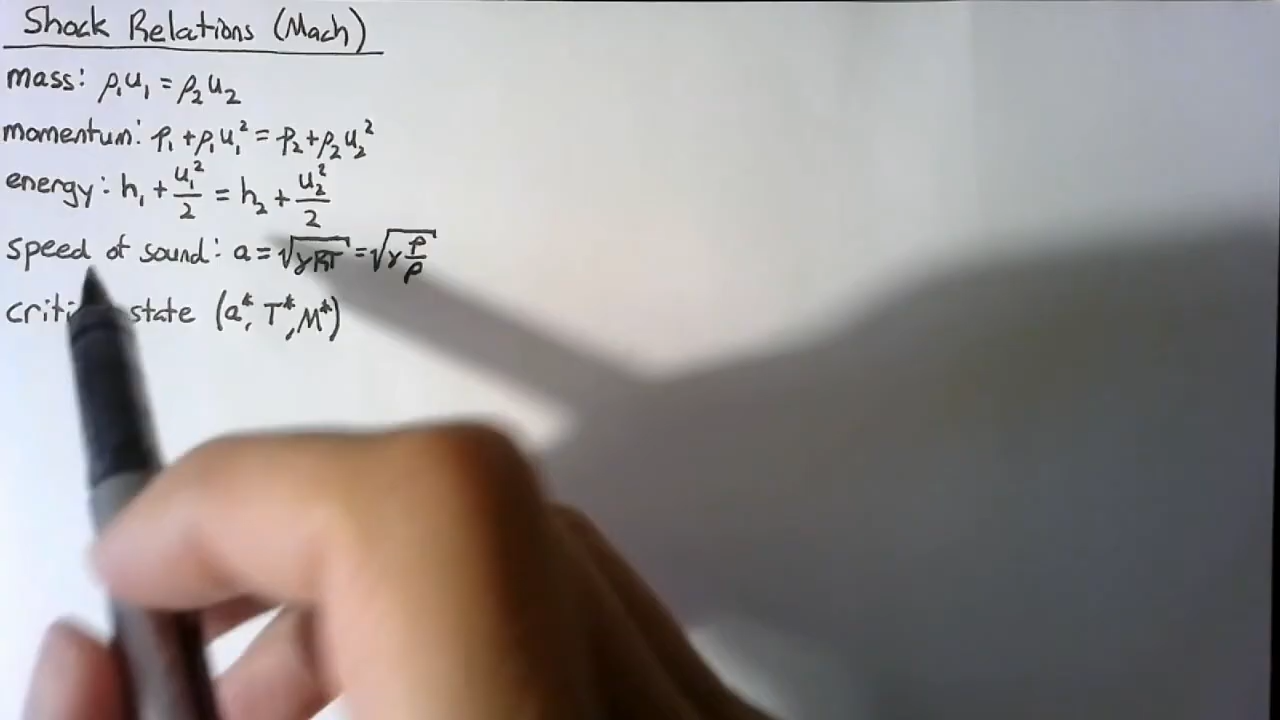 Shock Relations (Mach)
mass: ρ₁u₁ = ρ₂u₂
momentum: p₁ + ρ₁u₁² = p₂ + ρ₂u₂²
energy: h₁ + u₁²/2 = h₂ + u₂²/2
speed of sound: a = √γRT = √γ p/ρ
state (a*, T*, M*)